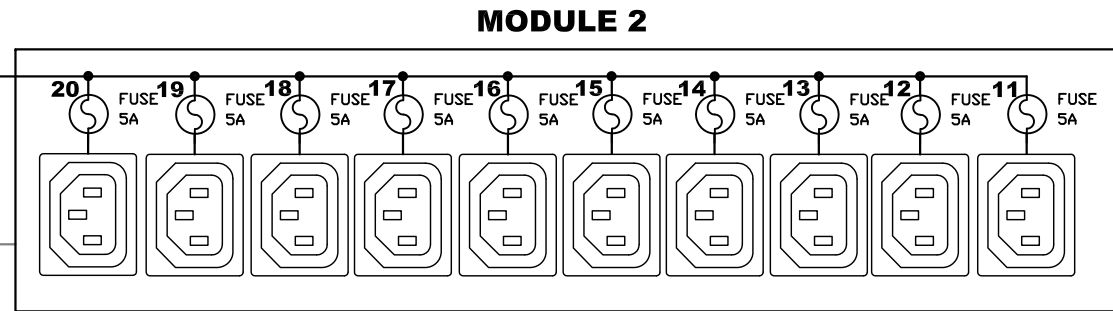 MODULE 2
20 FUSE 19 FUSE 18 FUSE 17 FUSE 16 FUSE 15 FUSE 14 FUSE 13 FUSE 12 FUSE 11 FUSE
5A 5A 5A 5A 5A 5A 5A 5A 5A 5A